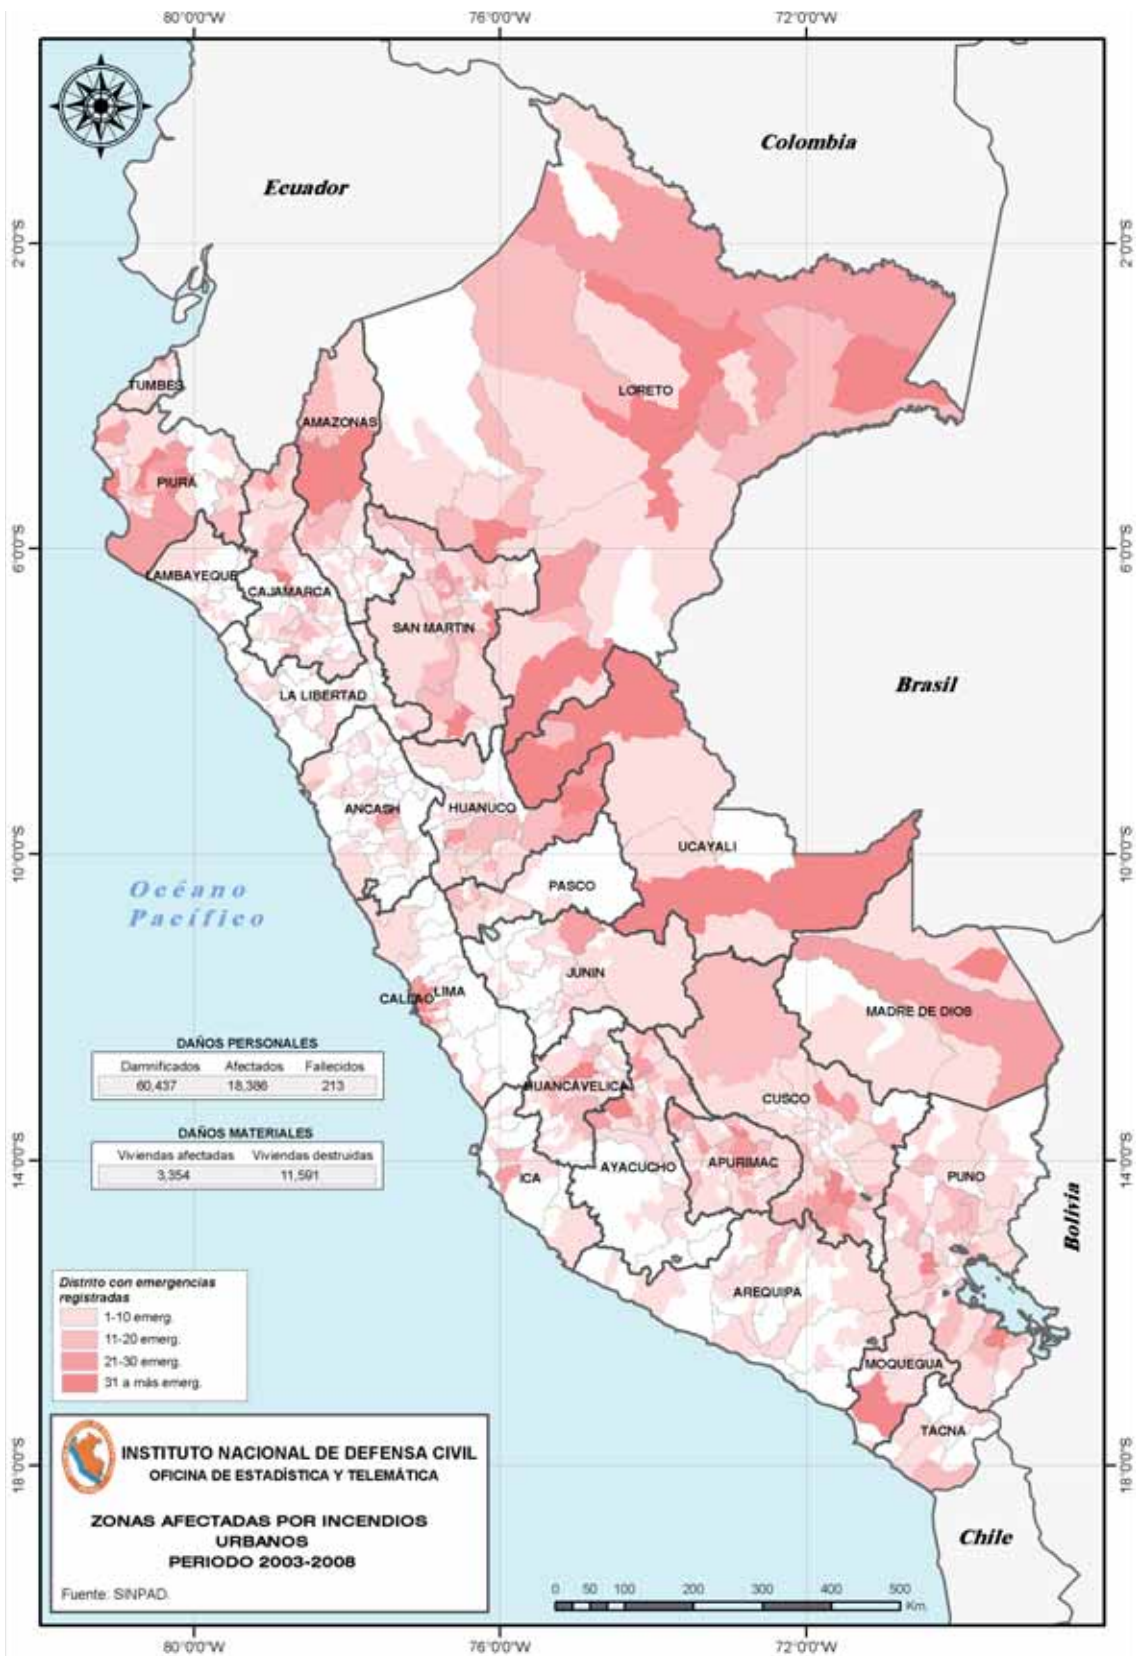 80°0'0"W
76°0'0"W
72°0'0"W
Colombia
Ecuador
2°0'0"S
2°0'0"S
TUMBES
LORETO
AMAZONAS
PIURA
6°0'0"S
6°0'0"S
LAMBAYEQUE
CAJAMARCA
SAN MARTIN
Brasil
LA LIBERTAD
ANCASH
HUANUCO
UCAYALI
10°0'0"S
10°0'0"S
PASCO
Océano
Pacífico
JUNIN
CALLAO
LIMA
MADRE DE DIOS
DAÑOS PERSONALES
Damnificados Afectados Fallecidos
60,437 18,386 213
HUANCAVELICA
CUSCO
DAÑOS MATERIALES
Viviendas afectadas Viviendas destruidas
3,354 11,591
14°0'0"S
14°0'0"S
AYACUCHO
APURIMAC
ICA
PUNO
Bolivia
AREQUIPA
Distrito con emergencias
registradas
1-10 emerg.
11-20 emerg.
21-30 emerg.
31 a más emerg.
MOQUEGUA
TACNA
INSTITUTO NACIONAL DE DEFENSA CIVIL
OFICINA DE ESTADÍSTICA Y TELEMÁTICA
18°0'0"S
18°0'0"S
ZONAS AFECTADAS POR INCENDIOS
URBANOS
PERIODO 2003-2008
Chile
Fuente: SINPAD.
0 50 100 200 300 400 500
Km.
80°0'0"W
76°0'0"W
72°0'0"W